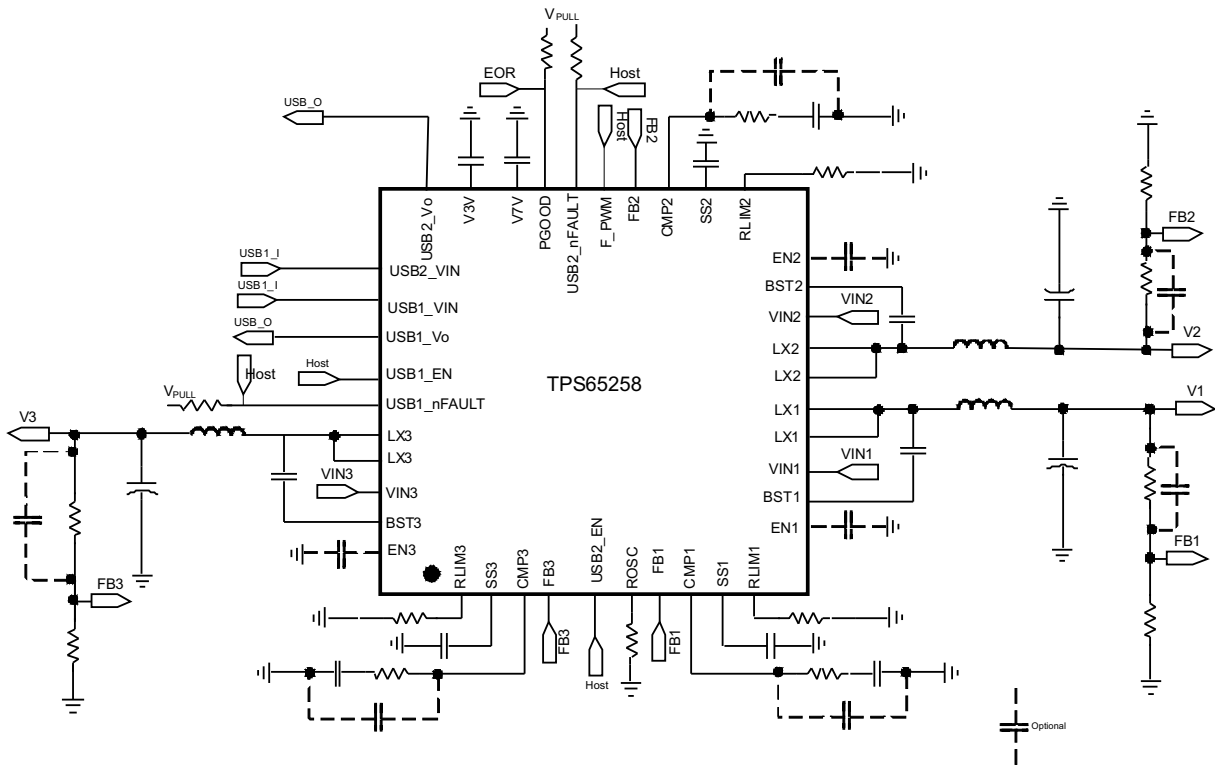 VPULL
EOR
Host
USB_O
Host
FB2
USB2_Vo
V3V
V7V
PGOOD
USB2_nFAULT
F_PWM
FB2
CMP2
SS2
RLIM2
USB1_I
USB2_VIN
USB1_I
USB1_VIN
USB_O
USB1_Vo
Host
USB1_EN
Host
VPULL
USB1_nFAULT
V3
LX3
LX3
VIN3
VIN3
BST3
EN3
FB3
TPS65258
EN2
BST2
VIN2
VIN2
LX2
LX2
LX1
LX1
VIN1
VIN1
BST1
EN1
FB2
V2
V1
FB1
RLIM3
SS3
CMP3
FB3
USB2_EN
ROSC
FB1
CMP1
SS1
RLIM1
FB3
Host
FB1
Optional